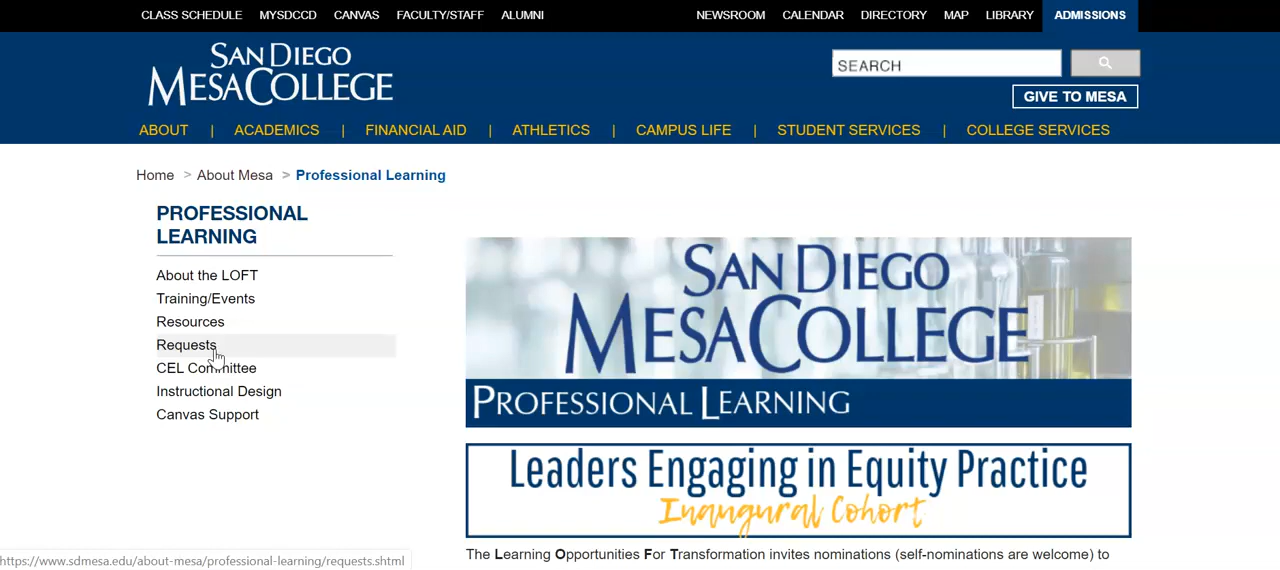 CLASS SCHEDULE MYSDCCD CANVAS FACULTY/STAFF ALUMNI NEWSROOM CALENDAR DIRECTORY MAP LIBRARY ADMISSIONS
SAN DIEGO
MESA COLLEGE
SEARCH
GIVE TO MESA
ABOUT | ACADEMICS | FINANCIAL AID | ATHLETICS | CAMPUS LIFE | STUDENT SERVICES | COLLEGE SERVICES
Home > About Mesa > Professional Learning
PROFESSIONAL
LEARNING
About the LOFT
Training/Events
Resources
Requests
CEL Committee
Instructional Design
Canvas Support
SAN DIEGO
MESA COLLEGE
PROFESSIONAL LEARNING
Leaders Engaging in Equity Practice
Inaugural Cohort
The Learning Opportunities For Transformation invites nominations (self-nominations are welcome) to
https://www.sdmesa.edu/about-mesa/professional-learning/requests.shtml